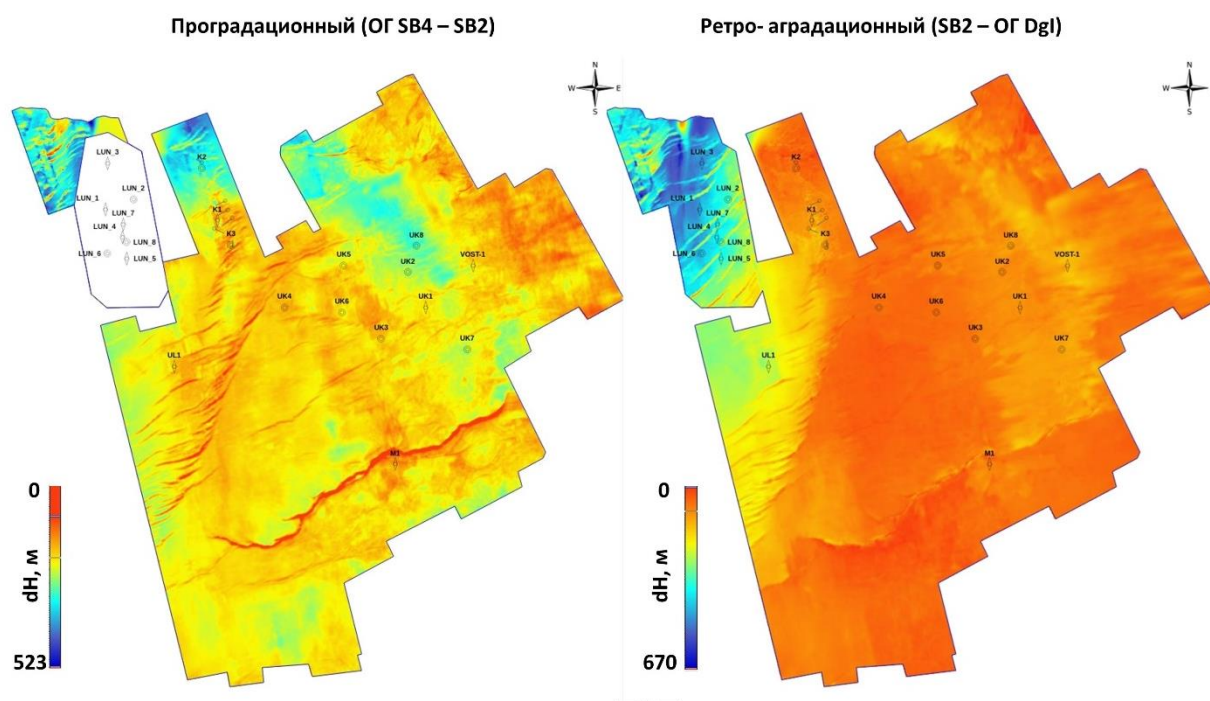 Проградационный (ОГ SB4 – SB2)
N
W E
S
LUN_3
LUN_2
LUN_1
LUN_7
LUN_4
LUN_8
LUN_6
LUN_5
K2
K1
K3
UK8
UK5
UK2
VOST-1
UK4
UK6
UK1
UK3
UK7
UL1
M1
0
dH, м
523
Ретро- аградационный (SB2 – ОГ DgI)
N
W E
S
LUN_3
LUN_2
LUN_1
LUN_7
LUN_4
LUN_8
LUN_6
LUN_5
K2
K1
K3
UK8
UK5
UK2
VOST-1
UK4
UK6
UK1
UK3
UK7
UL1
M1
0
dH, м
670